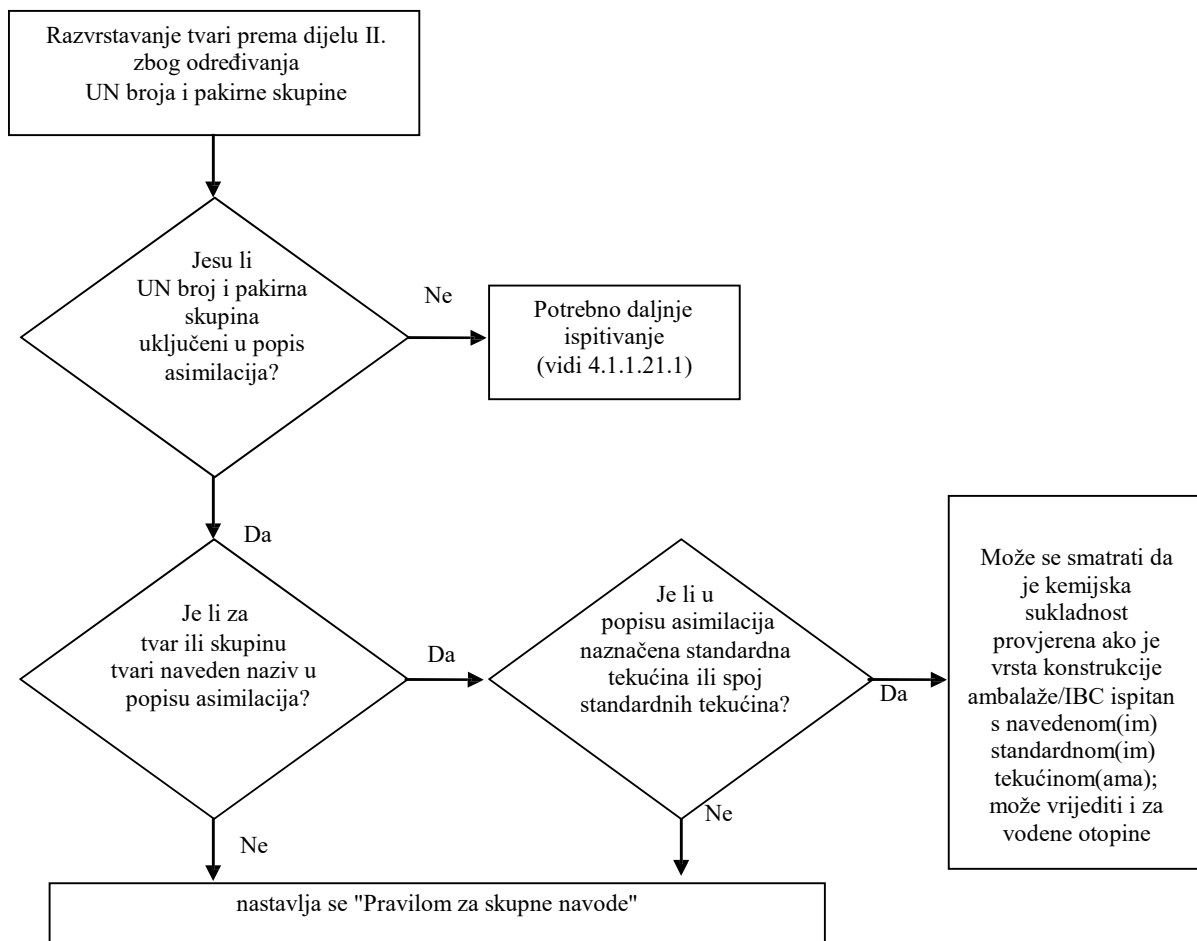 Razvrstavanje tvari prema dijelu II.
zbog određivanja
UN broja i pakirne skupine
Jesu li
UN broj i pakirna
skupina
uključeni u popis
asimilacija?
Ne
Potrebno daljnje
ispitivanje
(vidi 4.1.1.21.1)
Da
Je li za
tvar ili skupinu
tvari naveden naziv u
popisu asimilacija?
Da
Je li u
popisu asimilacija
naznačena standardna
tekućina ili spoj
standardnih tekućina?
Da
Može se smatrati da
je kemijska
sukladnost
provjerena ako je
vrsta konstrukcije
ambalaže/IBC ispitan
s navedenom(im)
standardnom(im)
tekućinom(ama);
može vrijediti i za
vodene otopine
Ne
Ne
nastavlja se "Pravilom za skupne navode"